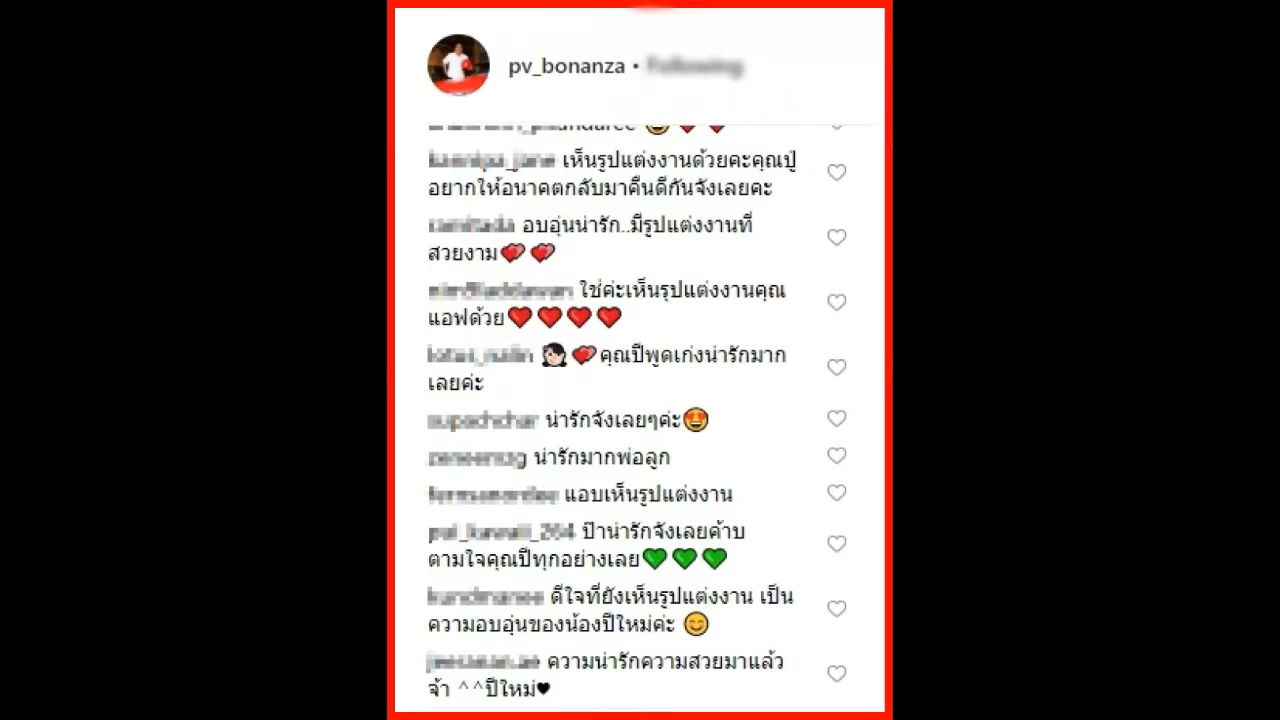 pv_bonanza •
เห็นรูปแต่งงานด้วยคะคุณปู่
อยากให้อนาคตกลับมาคืนดีกันจังเลยคะ
อบอุ่นน่ารัก..มีรูปแต่งงานที่
สวยงาม💕💕
ใช่ค่ะเห็นรุปแต่งงานคุณ
แอฟด้วย❤❤❤❤
💕คุณปีพูดเก่งน่ารักมาก
เลยค่ะ
น่ารักจังเลยๆค่ะ😍
น่ารักมากพ่อลูก
แอบเห็นรูปแต่งงาน
ป๊าน่ารักจังเลยค้าบ
ตามใจคุณปีทุกอย่างเลย💚💚💚
ดีใจที่ยังเห็นรูปแต่งงาน เป็น
ความอบอุ่นของน้องปีใหม่ค่ะ 😊
ความน่ารักความสวยมาแล้ว
จ้า ^^ปีใหม่♥